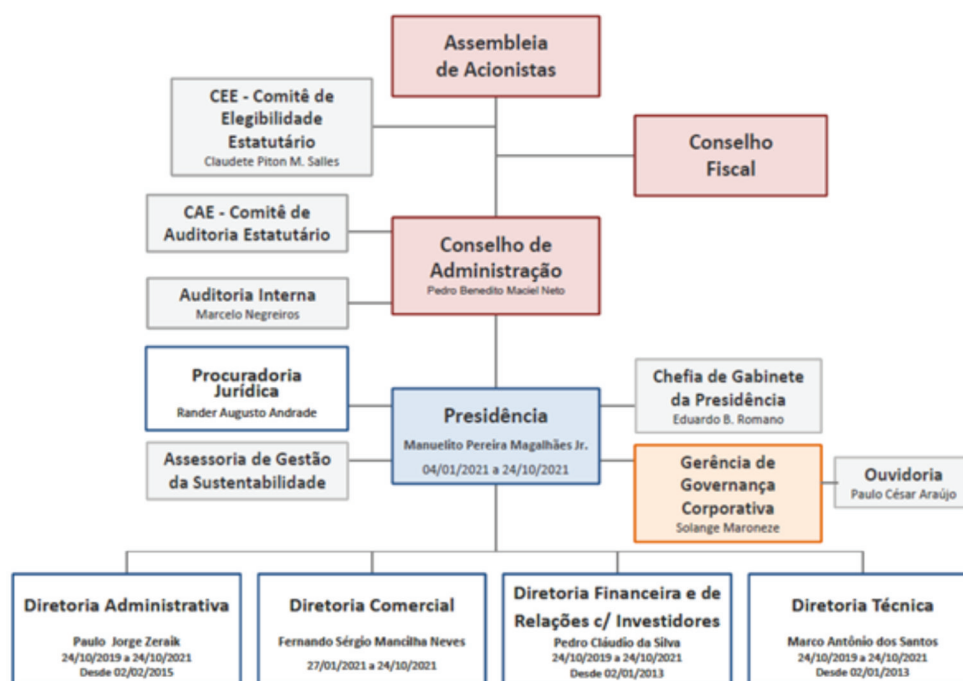 Assembleia
de Acionistas
CEE - Comitê de
Elegibilidade
Estatutário
Claudete Piton M. Salles
Conselho
Fiscal
CAE - Comitê de
Auditoria Estatutário
Conselho de
Administração
Pedro Benedito Maciel Neto
Auditoria Interna
Marcelo Negreiros
Procuradoria
Jurídica
Rander Augusto Andrade
Presidência
Manuelito Pereira Magalhães Jr.
04/01/2021 a 24/10/2021
Chefia de Gabinete
da Presidência
Eduardo B. Romano
Assessoria de Gestão
da Sustentabilidade
Gerência de
Governança
Corporativa
Solange Maroneze
Ouvidoria
Paulo César Araújo
Diretoria Administrativa
Paulo Jorge Zeraik
24/10/2019 a 24/10/2021
Desde 02/02/2015
Diretoria Comercial
Fernando Sérgio Mancilha Neves
27/01/2021 a 24/10/2021
Diretoria Financeira e de
Relações c/ Investidores
Pedro Cláudio da Silva
24/10/2019 a 24/10/2021
Desde 02/01/2013
Diretoria Técnica
Marco Antônio dos Santos
24/10/2019 a 24/10/2021
Desde 02/01/2013